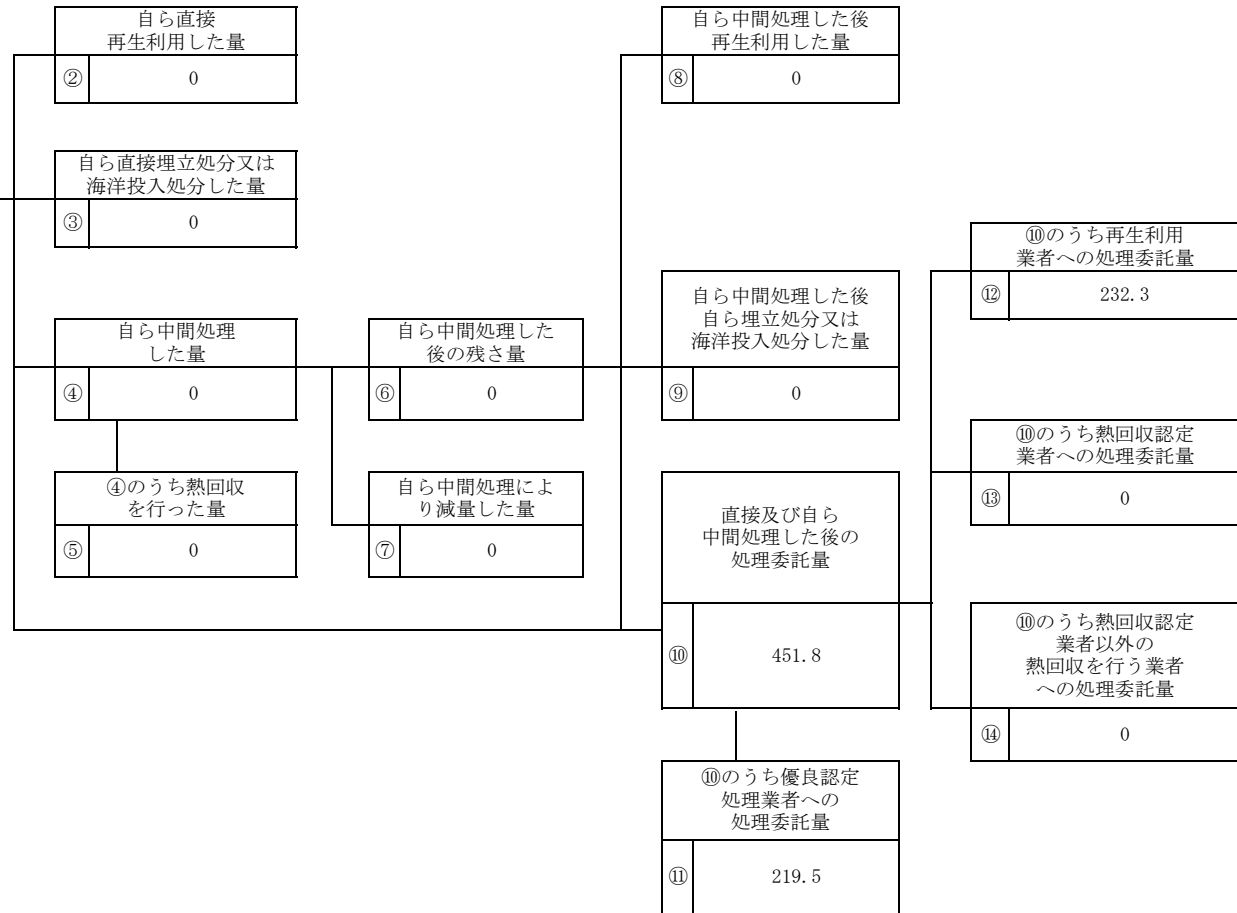 自ら直接
再生利用した量
② 0
自ら中間処理した後
再生利用した量
⑧ 0
自ら直接埋立処分又は
海洋投入処分した量
③ 0
⑩のうち再生利用
業者への処理委託量
⑫ 232.3
自ら中間処理
した量
④ 0
自ら中間処理した
後の残さ量
⑥ 0
自ら中間処理した後
自ら埋立処分又は
海洋投入処分した量
⑨ 0
⑩のうち熱回収認定
業者への処理委託量
⑬ 0
④のうち熱回収
を行った量
⑤ 0
自ら中間処理によ
り減量した量
⑦ 0
直接及び自ら
中間処理した後の
処理委託量
⑩ 451.8
⑩のうち熱回収認定
業者以外の
熱回収を行う業者
への処理委託量
⑭ 0
⑩のうち優良認定
処理業者への
処理委託量
⑪ 219.5